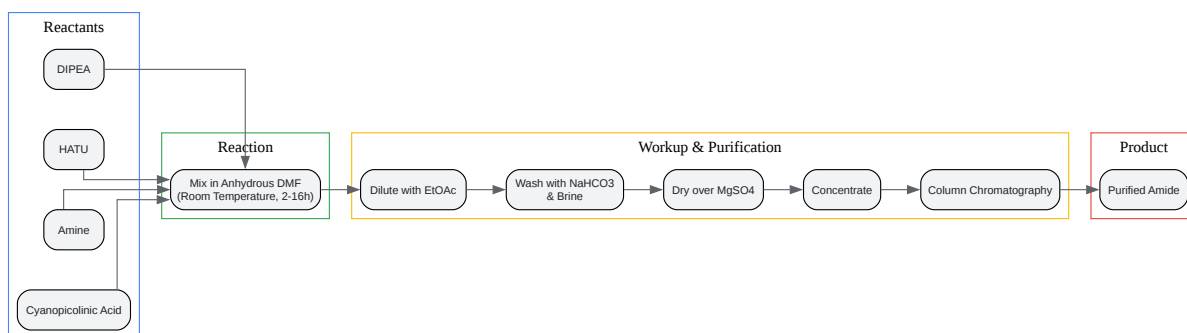 Reactants
DIPEA
HATU
Amine
Cyanopicolinic Acid
Reaction
Mix in Anhydrous DMF
(Room Temperature, 2-16h)
Workup & Purification
Dilute with EtOAc
Wash with NaHCO3
& Brine
Dry over MgSO4
Concentrate
Column Chromatography
Product
Purified Amide